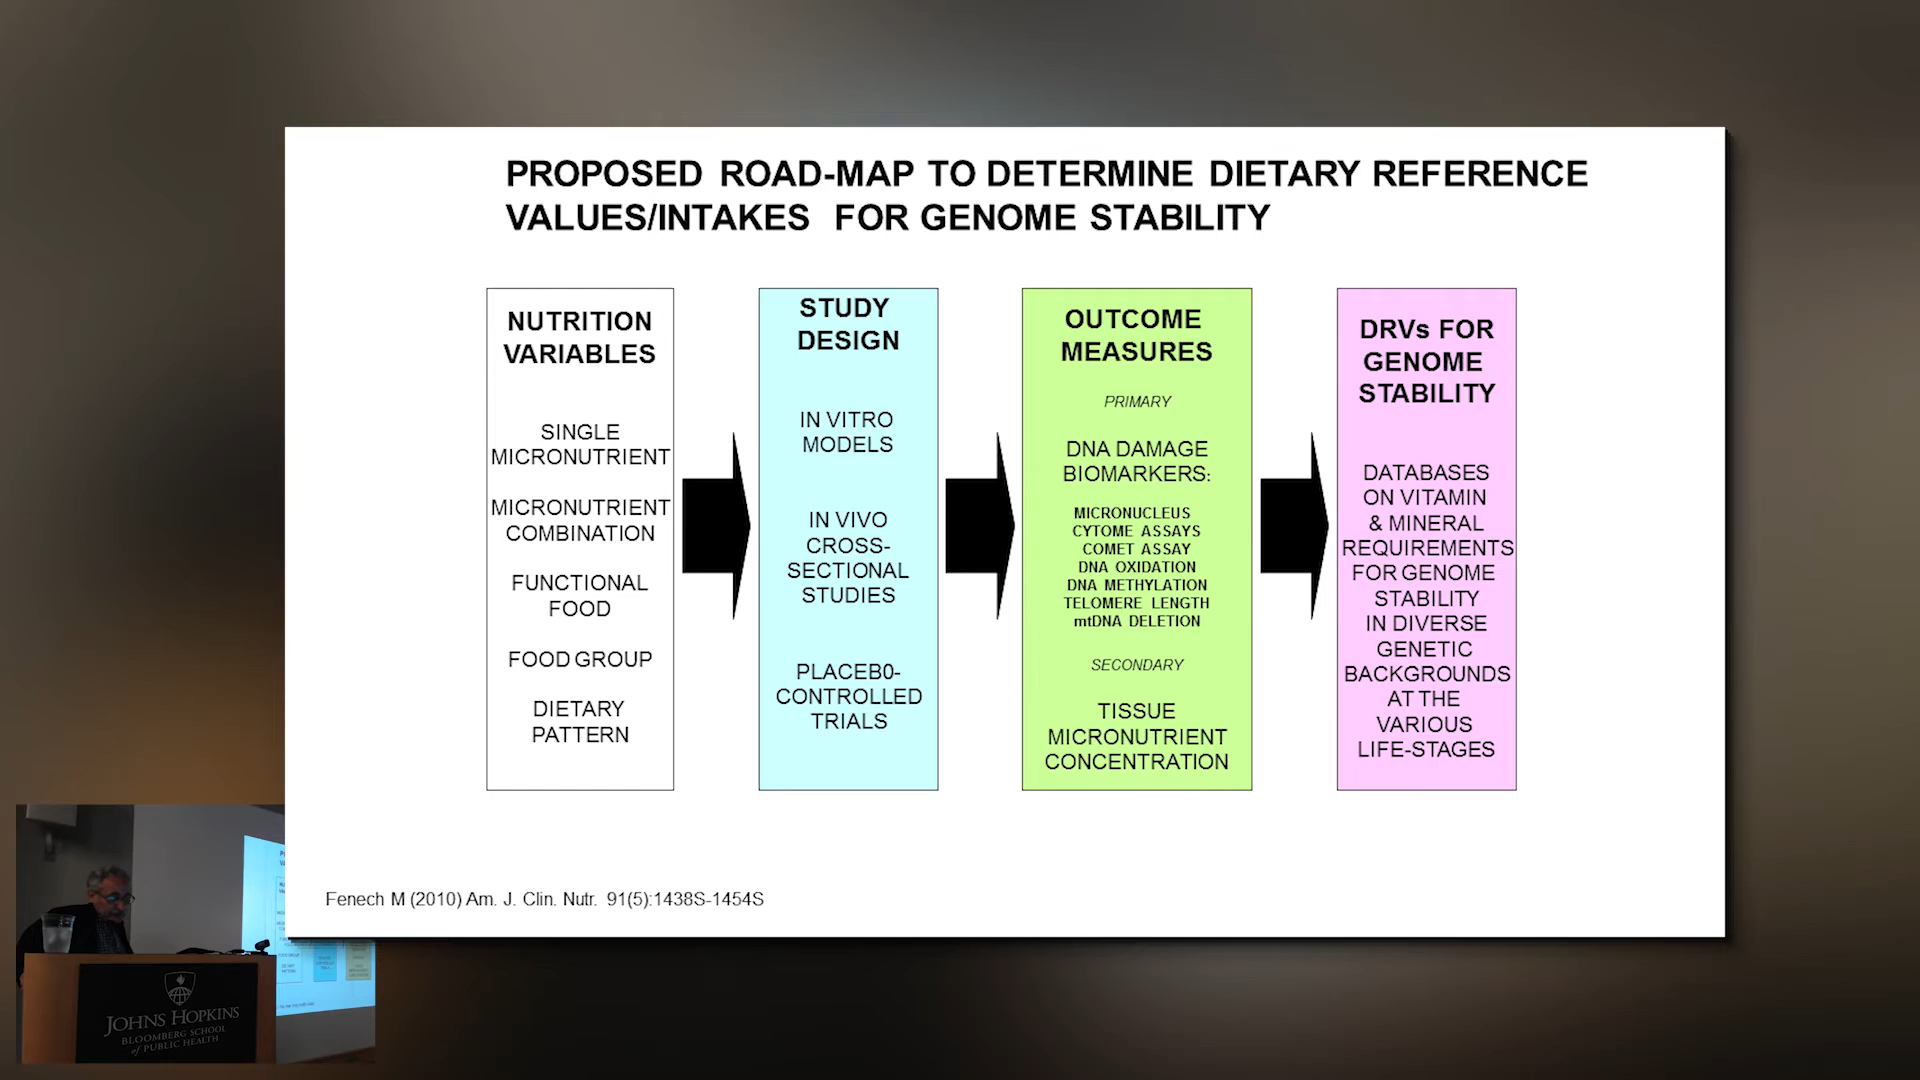 PROPOSED ROAD-MAP TO DETERMINE DIETARY REFERENCE
VALUES/INTAKES FOR GENOME STABILITY
NUTRITION
VARIABLES
SINGLE
MICRONUTRIENT
MICRONUTRIENT
COMBINATION
FUNCTIONAL
FOOD
FOOD GROUP
DIETARY
PATTERN
STUDY
DESIGN
IN VITRO
MODELS
IN VIVO
CROSS-
SECTIONAL
STUDIES
PLACEB0-
CONTROLLED
TRIALS
OUTCOME
MEASURES
PRIMARY
DNA DAMAGE
BIOMARKERS:
MICRONUCLEUS
CYTOME ASSAYS
COMET ASSAY
DNA OXIDATION
DNA METHYLATION
TELOMERE LENGTH
mtDNA DELETION
SECONDARY
TISSUE
MICRONUTRIENT
CONCENTRATION
DRVs FOR
GENOME
STABILITY
DATABASES
ON VITAMIN
& MINERAL
REQUIREMENTS
FOR GENOME
STABILITY
IN DIVERSE
GENETIC
BACKGROUNDS
AT THE
VARIOUS
LIFE-STAGES
Fenech M (2010) Am. J. Clin. Nutr. 91(5):1438S-1454S
JOHNS HOPKINS
BLOOMBERG SCHOOL
of PUBLIC HEALTH